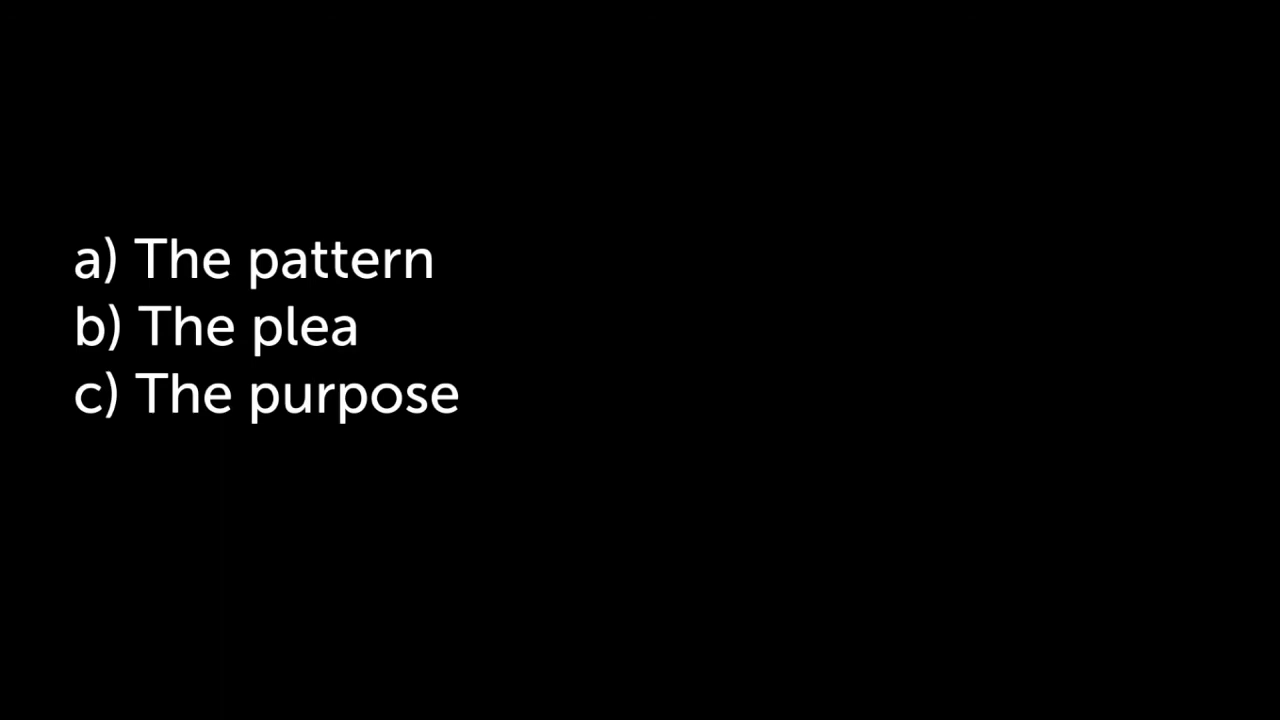 a) The pattern
b) The plea
c) The purpose